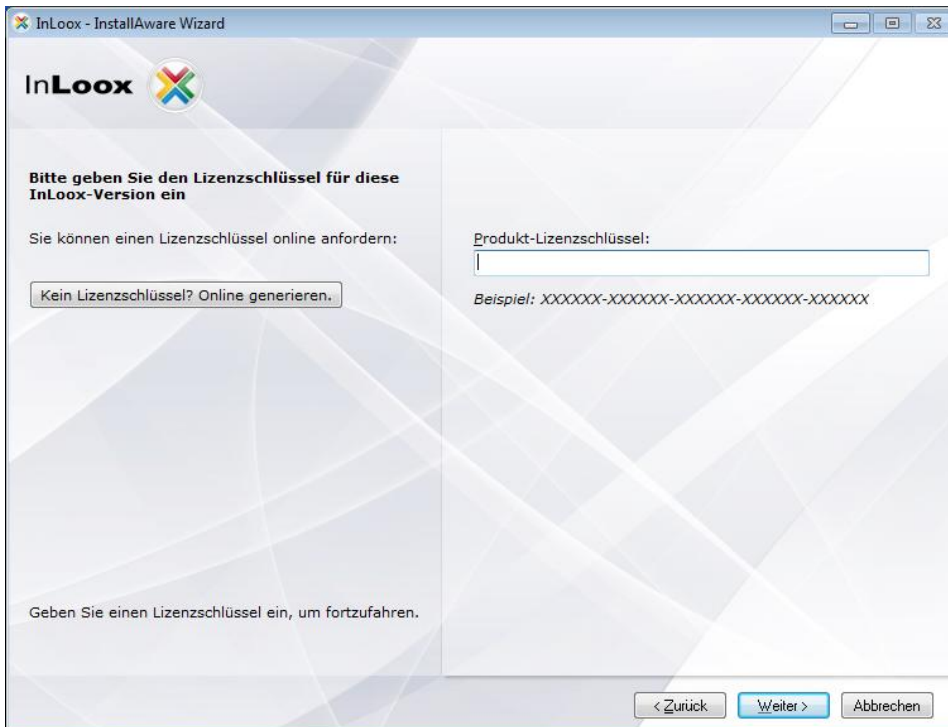 InLoox - InstallAware Wizard
InLoox
Bitte geben Sie den Lizenzschlüssel für diese
InLoox-Version ein
Sie können einen Lizenzschlüssel online anfordern:
Kein Lizenzschlüssel? Online generieren.
Produkt-Lizenzschlüssel:
Beispiel: XXXXXX-XXXXXX-XXXXXX-XXXXXX-XXXXXX
Geben Sie einen Lizenzschlüssel ein, um fortzufahren.
< Zurück
Weiter >
Abbrechen